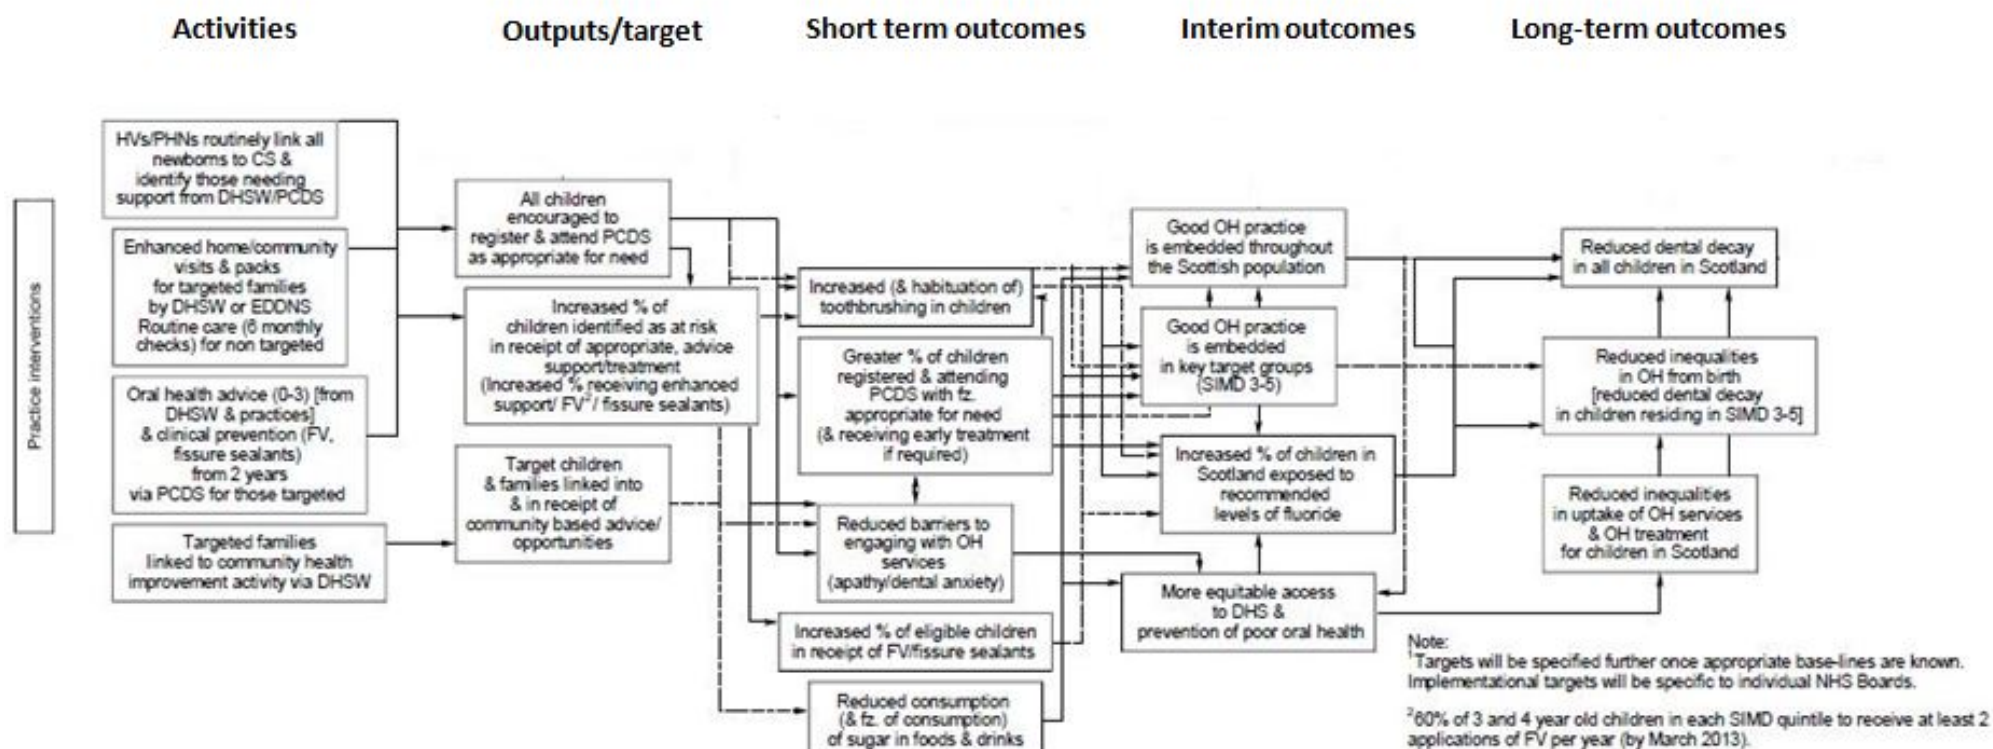 Activities
Outputs/target
Short term outcomes
Interim outcomes
Long-term outcomes
Practice interventions
HVs/PHNs routinely link all
newborns to CS &
identify those needing
support from DHSW/PCDS
Enhanced home/community
visits & packs
for targeted families
by DHSW or EDDNS
Routine care (6 monthly
checks) for non targeted
Oral health advice (0-3) [from
DHSW & practices]
& clinical prevention (FV,
fissure sealants)
from 2 years
via PCDS for those targeted
Targeted families
linked to community health
improvement activity via DHSW
All children
encouraged to
register & attend PCDS
as appropriate for need
Increased % of
children identified as at risk
in receipt of appropriate, advice
support/treatment
(Increased % receiving enhanced
support/ FV²/ fissure sealants)
Target children
& families linked into
& in receipt of
community based advice/
opportunities
Increased (& habituation of)
toothbrushing in children
Greater % of children
registered & attending
PCDS with fz.
appropriate for need
(& receiving early treatment
if required)
Reduced barriers to
engaging with OH
services
(apathy/dental anxiety)
Increased % of eligible children
in receipt of FV/fissure sealants
Reduced consumption
(& fz. of consumption)
of sugar in foods & drinks
Good OH practice
is embedded throughout
the Scottish population
Good OH practice
is embedded
in key target groups
(SIMD 3-5)
Increased % of children in
Scotland exposed to
recommended
levels of fluoride
More equitable access
to DHS &
prevention of poor oral health
Reduced dental decay
in all children in Scotland
Reduced inequalities
in OH from birth
[reduced dental decay
in children residing in SIMD 3-5]
Reduced inequalities
in uptake of OH services
& OH treatment
for children in Scotland
Note:
¹Targets will be specified further once appropriate base-lines are known.
Implementational targets will be specific to individual NHS Boards.
²60% of 3 and 4 year old children in each SIMD quintile to receive at least 2
applications of FV per year (by March 2013).